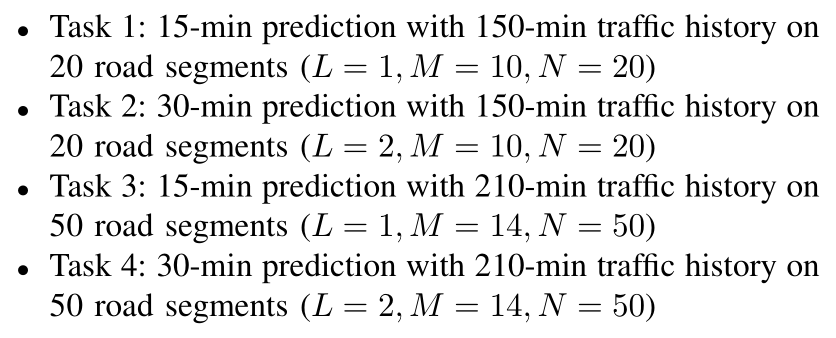 • Task 1: 15-min prediction with 150-min traffic history on
20 road segments (L = 1, M = 10, N = 20)
• Task 2: 30-min prediction with 150-min traffic history on
20 road segments (L = 2, M = 10, N = 20)
• Task 3: 15-min prediction with 210-min traffic history on
50 road segments (L = 1, M = 14, N = 50)
• Task 4: 30-min prediction with 210-min traffic history on
50 road segments (L = 2, M = 14, N = 50)